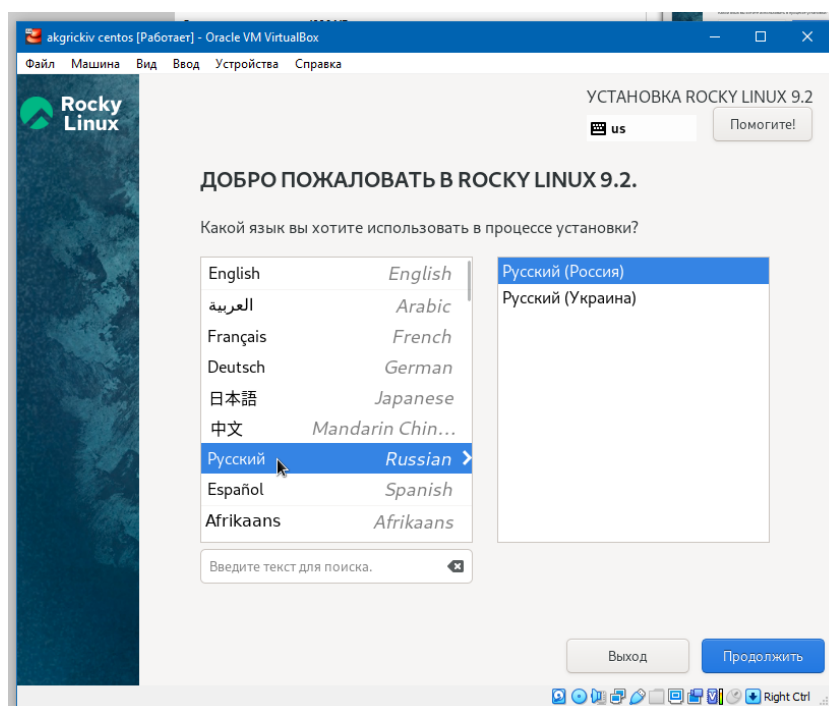 akgrickiv centos [Работает] - Oracle VM VirtualBox
Файл Машина Вид Ввод Устройства Справка
Rocky
Linux
УСТАНОВКА ROCKY LINUX 9.2
us
Помогите!
ДОБРО ПОЖАЛОВАТЬ В ROCKY LINUX 9.2.
Какой язык вы хотите использовать в процессе установки?
English English
العربية Arabic
Français French
Deutsch German
日本語 Japanese
中文 Mandarin Chin...
Русский Russian
Español Spanish
Afrikaans Afrikaans
Русский (Россия)
Русский (Украина)
Введите текст для поиска.
Выход
Продолжить
Right Ctrl